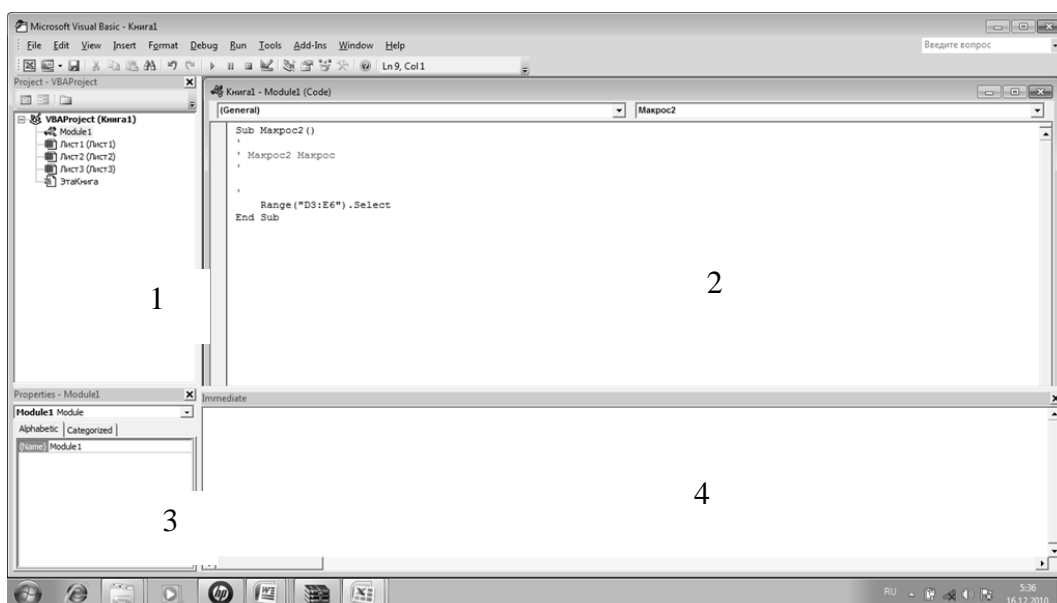 Microsoft Visual Basic - Книга1
File Edit View Insert Format Debug Run Tools Add-Ins Window Help
Введите вопрос
Ln 9, Col 1
Project - VBAProject
VBAProject (Книга1)
Module1
Лист1 (Лист1)
Лист2 (Лист2)
Лист3 (Лист3)
ЭтаКнига
1
Книга1 - Module1 (Code)
(General)
Макрос2
Sub Макрос2()
'
' Макрос2 Макрос
'
'
Range("D3:E6").Select
End Sub
2
Properties - Module1
Module1 Module
Alphabetic Categorized
(Name) Module1
3
Immediate
4
RU
5:36
16.12.2010